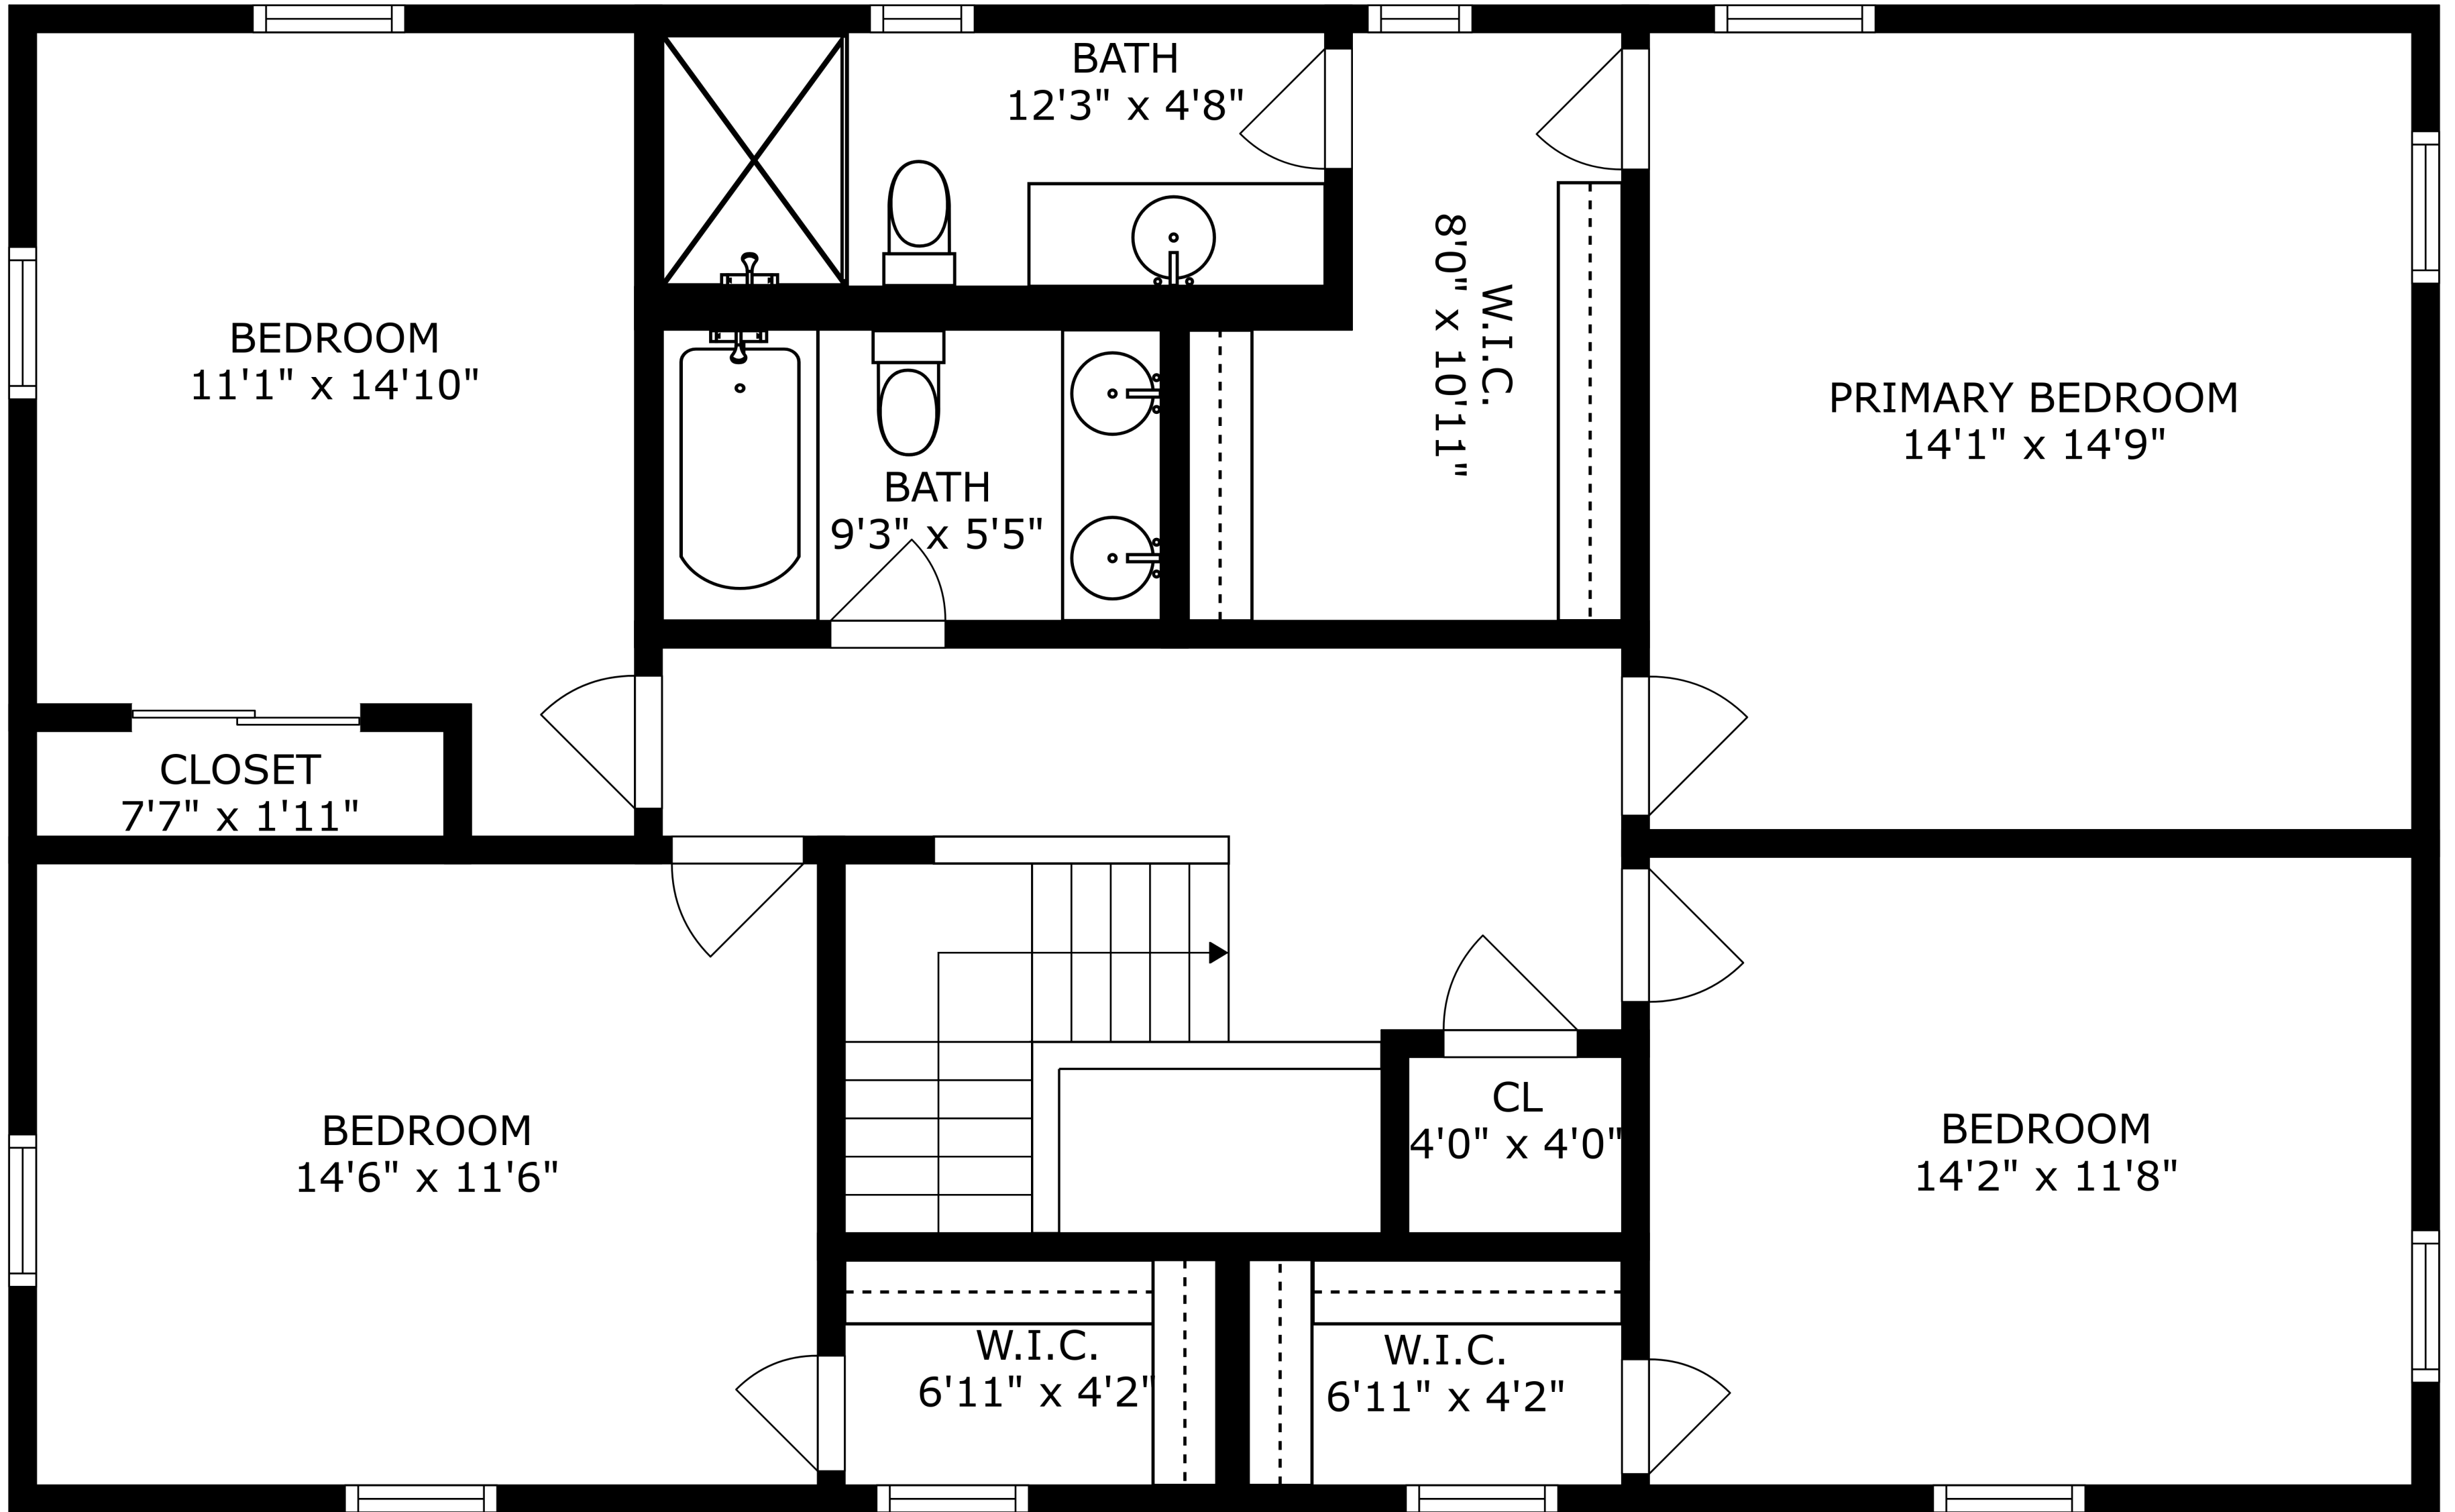 BATH
12'3" x 4'8"
BEDROOM
11'1" x 14'10"
W.I.C.
8'0" x 10'11"
PRIMARY BEDROOM
14'1" x 14'9"
BATH
9'3" x 5'5"
CLOSET
7'7" x 1'11"
BEDROOM
14'6" x 11'6"
CL
4'0" x 4'0"
BEDROOM
14'2" x 11'8"
W.I.C.
6'11" x 4'2"
W.I.C.
6'11" x 4'2"